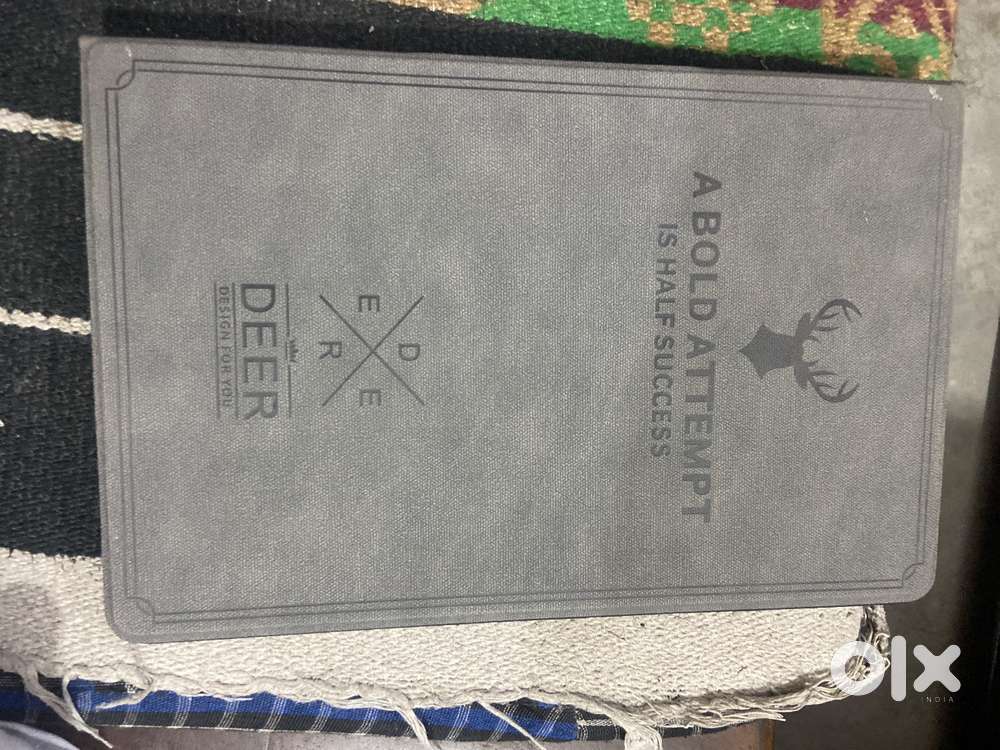 A BOLD ATTEMPT
IS HALF SUCCESS
D
E E
R
DEER
DESIGN FOR YOU
olx
INDIA